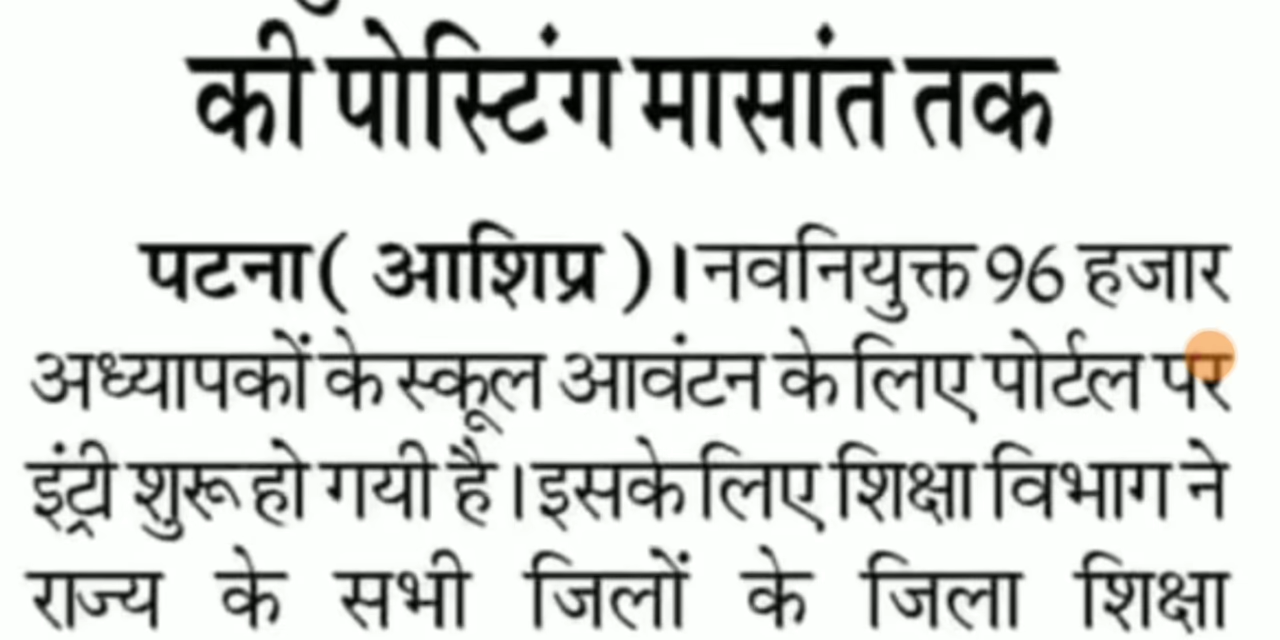 की पोस्टिंग मासांत तक
पटना ( आशिप्र ) । नवनियुक्त 96 हजार
अध्यापकों के स्कूल आवंटन के लिए पोर्टल पर
इंट्री शुरू हो गयी है । इसके लिए शिक्षा विभाग ने
राज्य के सभी जिलों के जिला शिक्षा